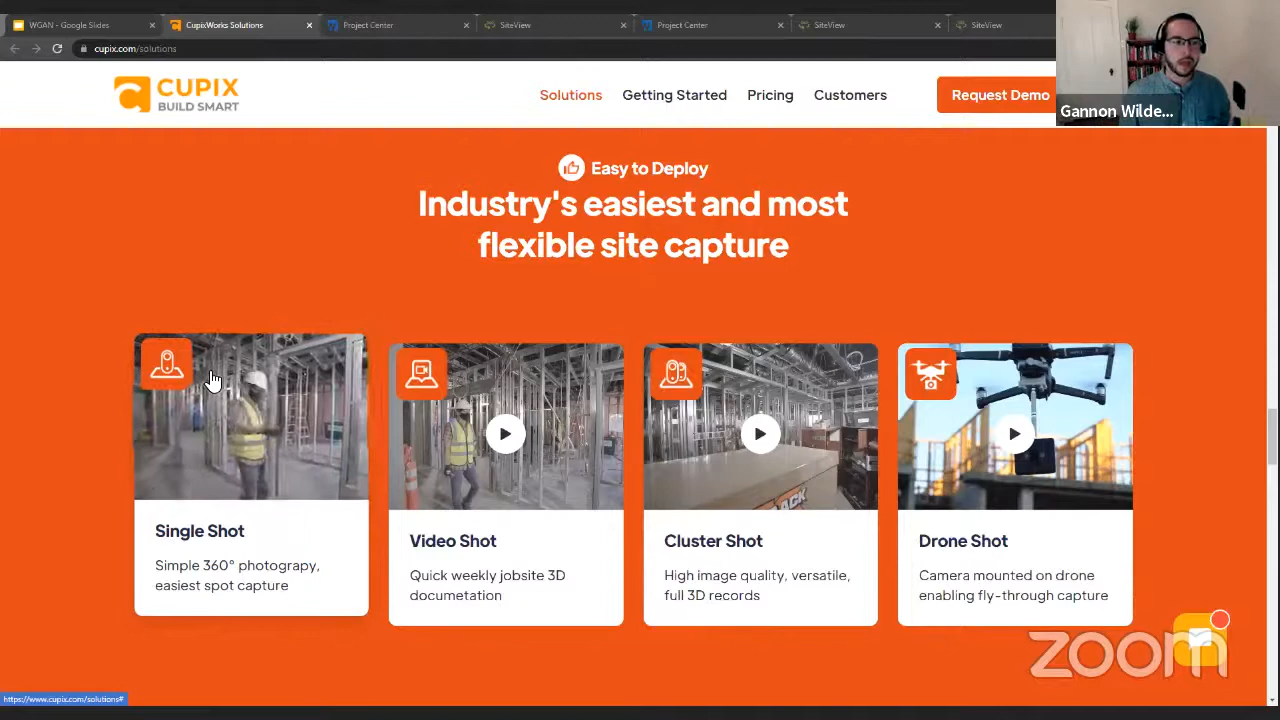 WGAN - Google Slides
CupixWorks Solutions
Project Center
SiteView
Project Center
SiteView
SiteView
cupix.com/solutions
CUPIX
BUILD SMART
Solutions
Getting Started
Pricing
Customers
Request Demo
Gannon Wilde...
Easy to Deploy
Industry's easiest and most
flexible site capture
Single Shot
Simple 360° photograpy,
easiest spot capture
Video Shot
Quick weekly jobsite 3D
documetation
RACK
Cluster Shot
High image quality, versatile,
full 3D records
Drone Shot
Camera mounted on drone
enabling fly-through capture
zoom
https://www.cupix.com/solutions#